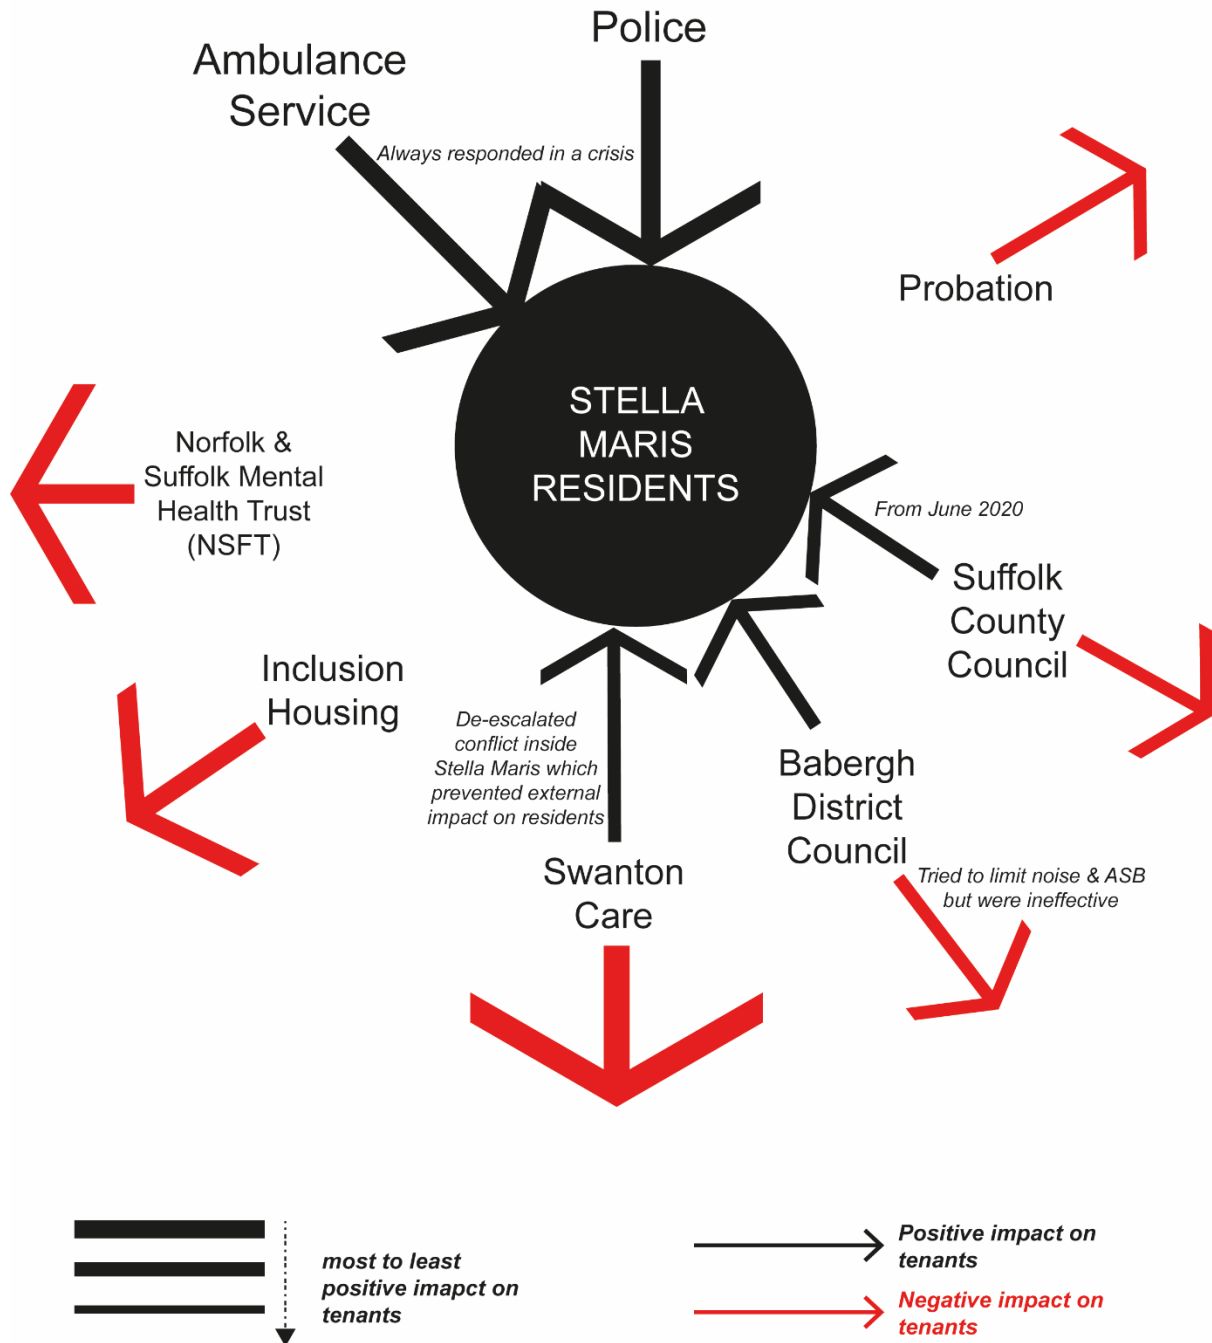 Police
Ambulance
Service
Always responded in a crisis
Probation
STELLA
MARIS
RESIDENTS
Norfolk &
Suffolk Mental
Health Trust
(NSFT)
From June 2020
Suffolk
County
Council
Inclusion
Housing
De-escalated
conflict inside
Stella Maris which
prevented external
impact on residents
Babergh
District
Council
Swanton
Care
Tried to limit noise & ASB
but were ineffective
most to least
positive imapct on
tenants
Positive impact on
tenants
Negative impact on
tenants